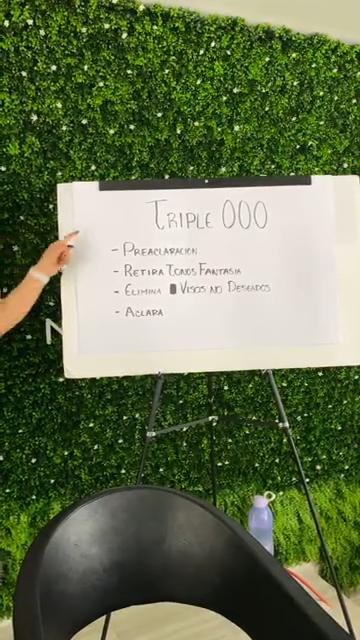 TRIPLE 000
- PREACLARACION
- RETIRA TONOS FANTASIA
- ELIMINA VISOS NO DESEADOS
- ACLARA